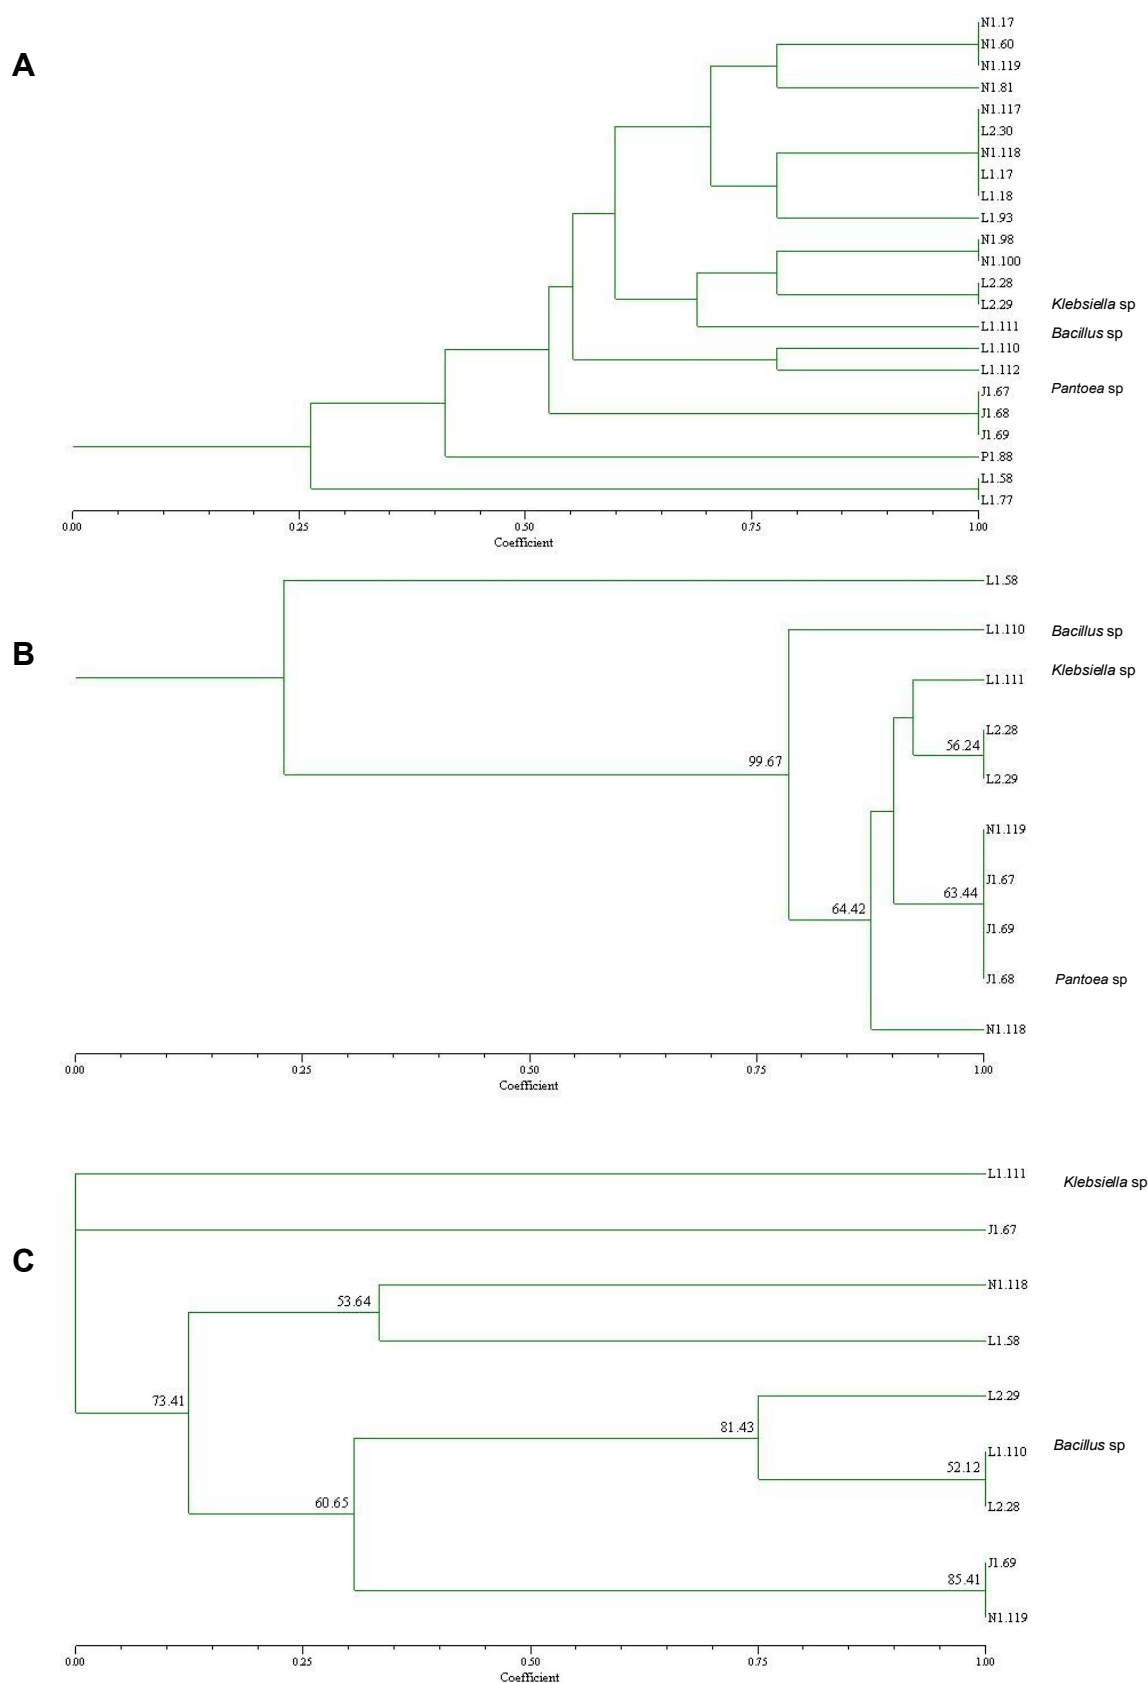 A
N1.17
N1.60
N1.119
N1.81
N1.117
L2.30
N1.118
L1.17
L1.18
L1.93
N1.98
N1.100
L2.28
L2.29 Klebsiella sp
L1.111
Bacillus sp
L1.110
L1.112
J1.67 Pantoea sp
J1.68
J1.69
P1.88
L1.58
L1.77
0.00 0.25 0.50 0.75 1.00
Coefficient
B
L1.58
L1.110 Bacillus sp
Klebsiella sp
L1.111
L2.28
56.24
99.67
L2.29
N1.119
J1.67
63.44
64.42
J1.69
J1.68 Pantoea sp
N1.118
0.00 0.25 0.50 0.75 1.00
Coefficient
C
L1.111 Klebsiella sp
J1.67
N1.118
53.64
L1.58
L2.29
73.41
81.43
L1.110 Bacillus sp
52.12
60.65 L2.28
J1.69
85.41
N1.119
0.00 0.25 0.50 0.75 1.00
Coefficient